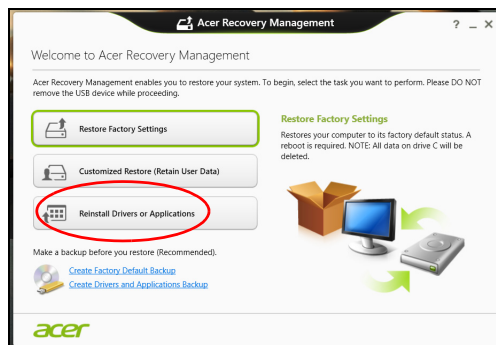 Acer Recovery Management
? _ X
Welcome to Acer Recovery Management
Acer Recovery Management enables you to restore your system. To begin, select the task you want to perform. Please DO NOT
remove the USB device while proceeding.
Restore Factory Settings
Customized Restore (Retain User Data)
Reinstall Drivers or Applications
Restore Factory Settings
Restores your computer to its factory default status. A
reboot is required. NOTE: All data on drive C will be
deleted.
Make a backup before you restore (Recommended).
Create Factory Default Backup
Create Drivers and Applications Backup
acer